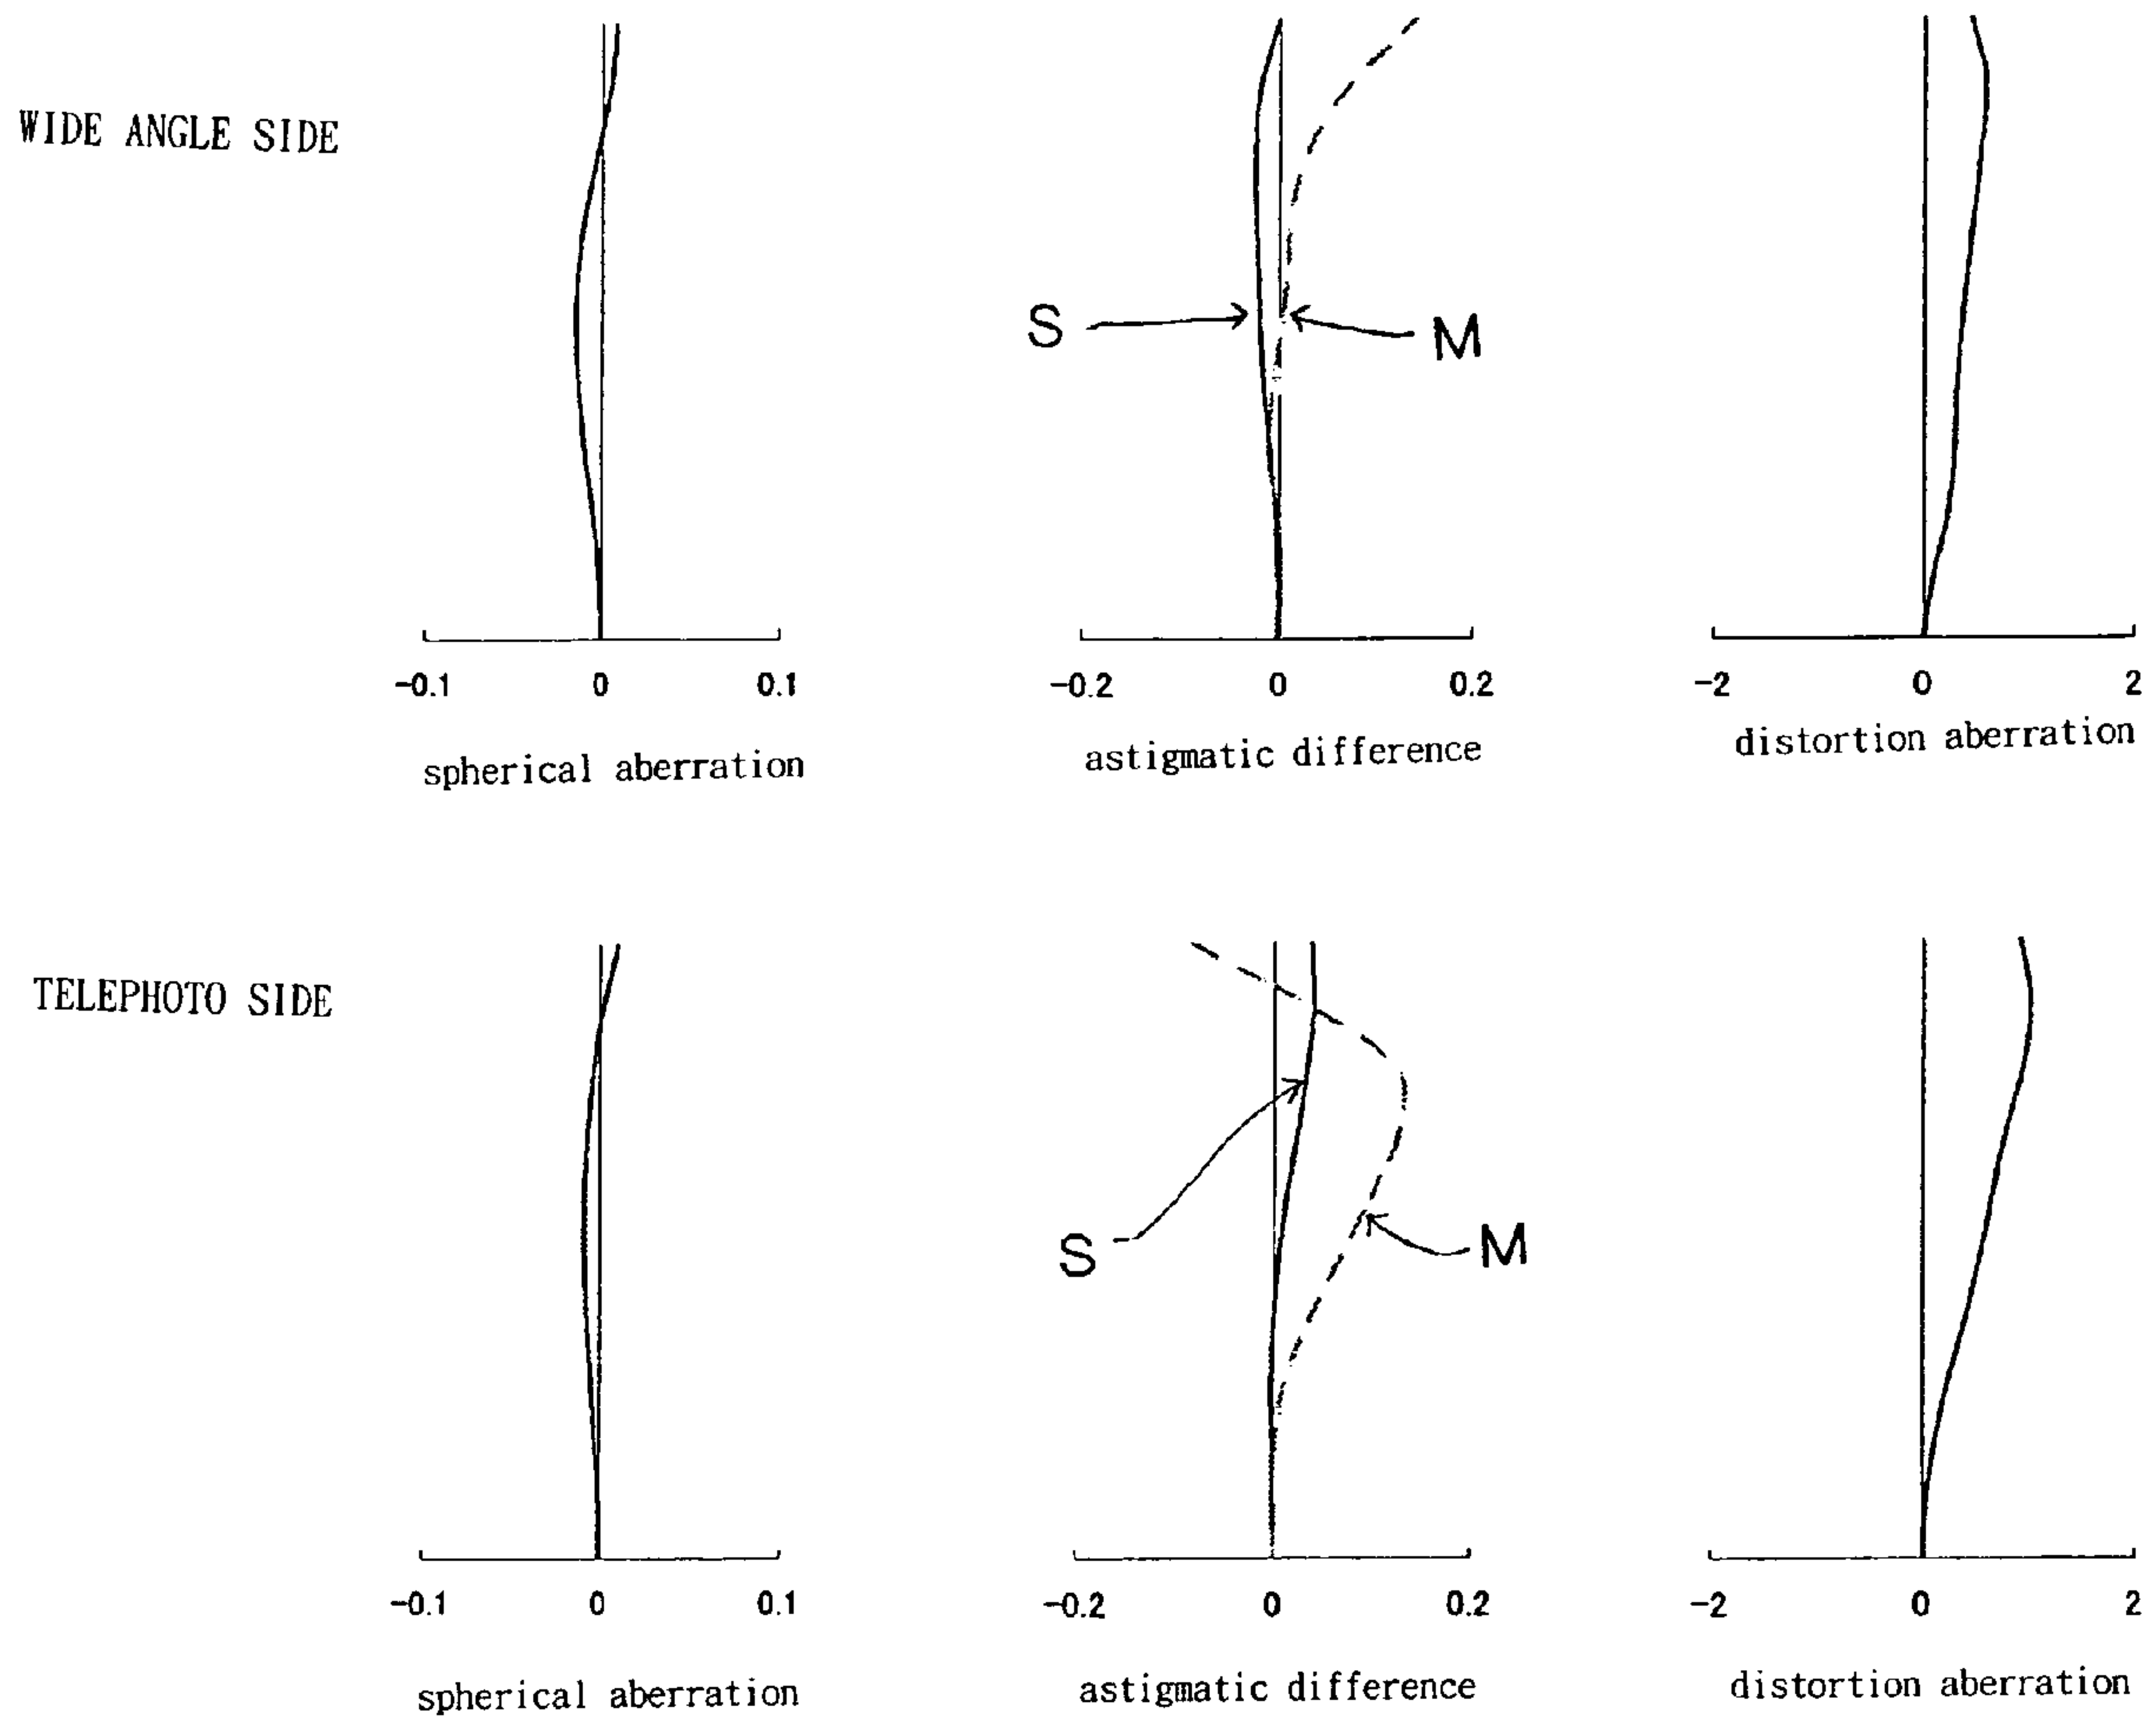 WIDE ANGLE SIDE
S
M
-0.1 0 0.1
-0.2 0 0.2
-2 0 2
spherical aberration
astigmatic difference
distortion aberration
TELEPHOTO SIDE
S
M
-0.1 0 0.1
-0.2 0 0.2
-2 0 2
spherical aberration
astigmatic difference
distortion aberration